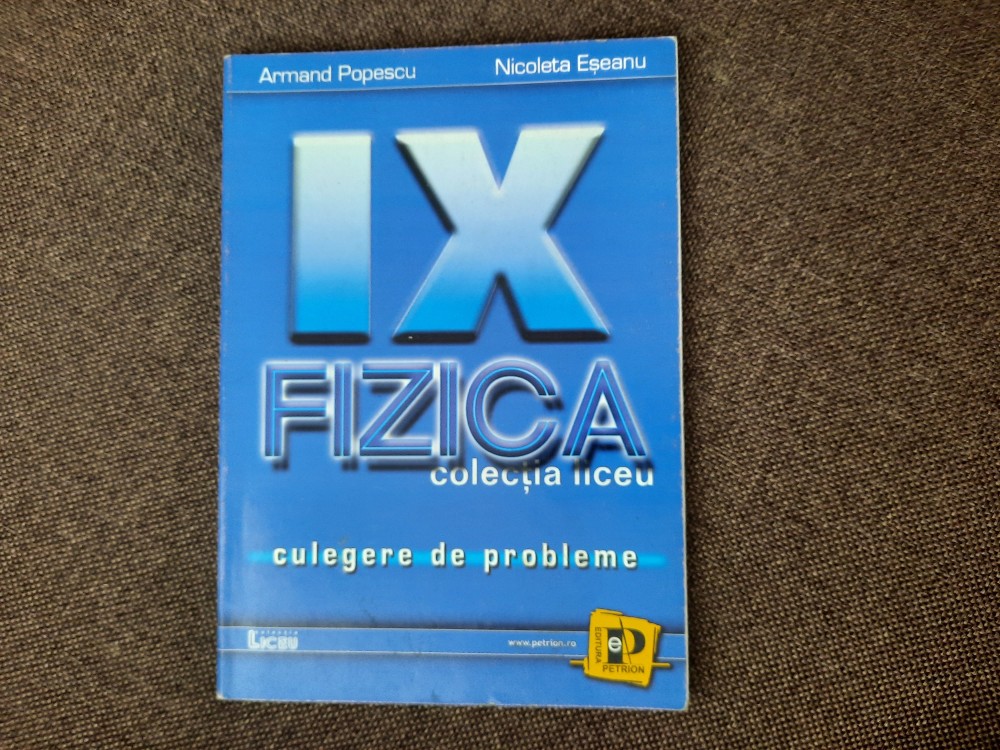 Armand Popescu Nicoleta Eșeanu
IX
FIZICA
colecția liceu
culegere de probleme
LICEU
www.petrion.ro
EDITURA
PETRION